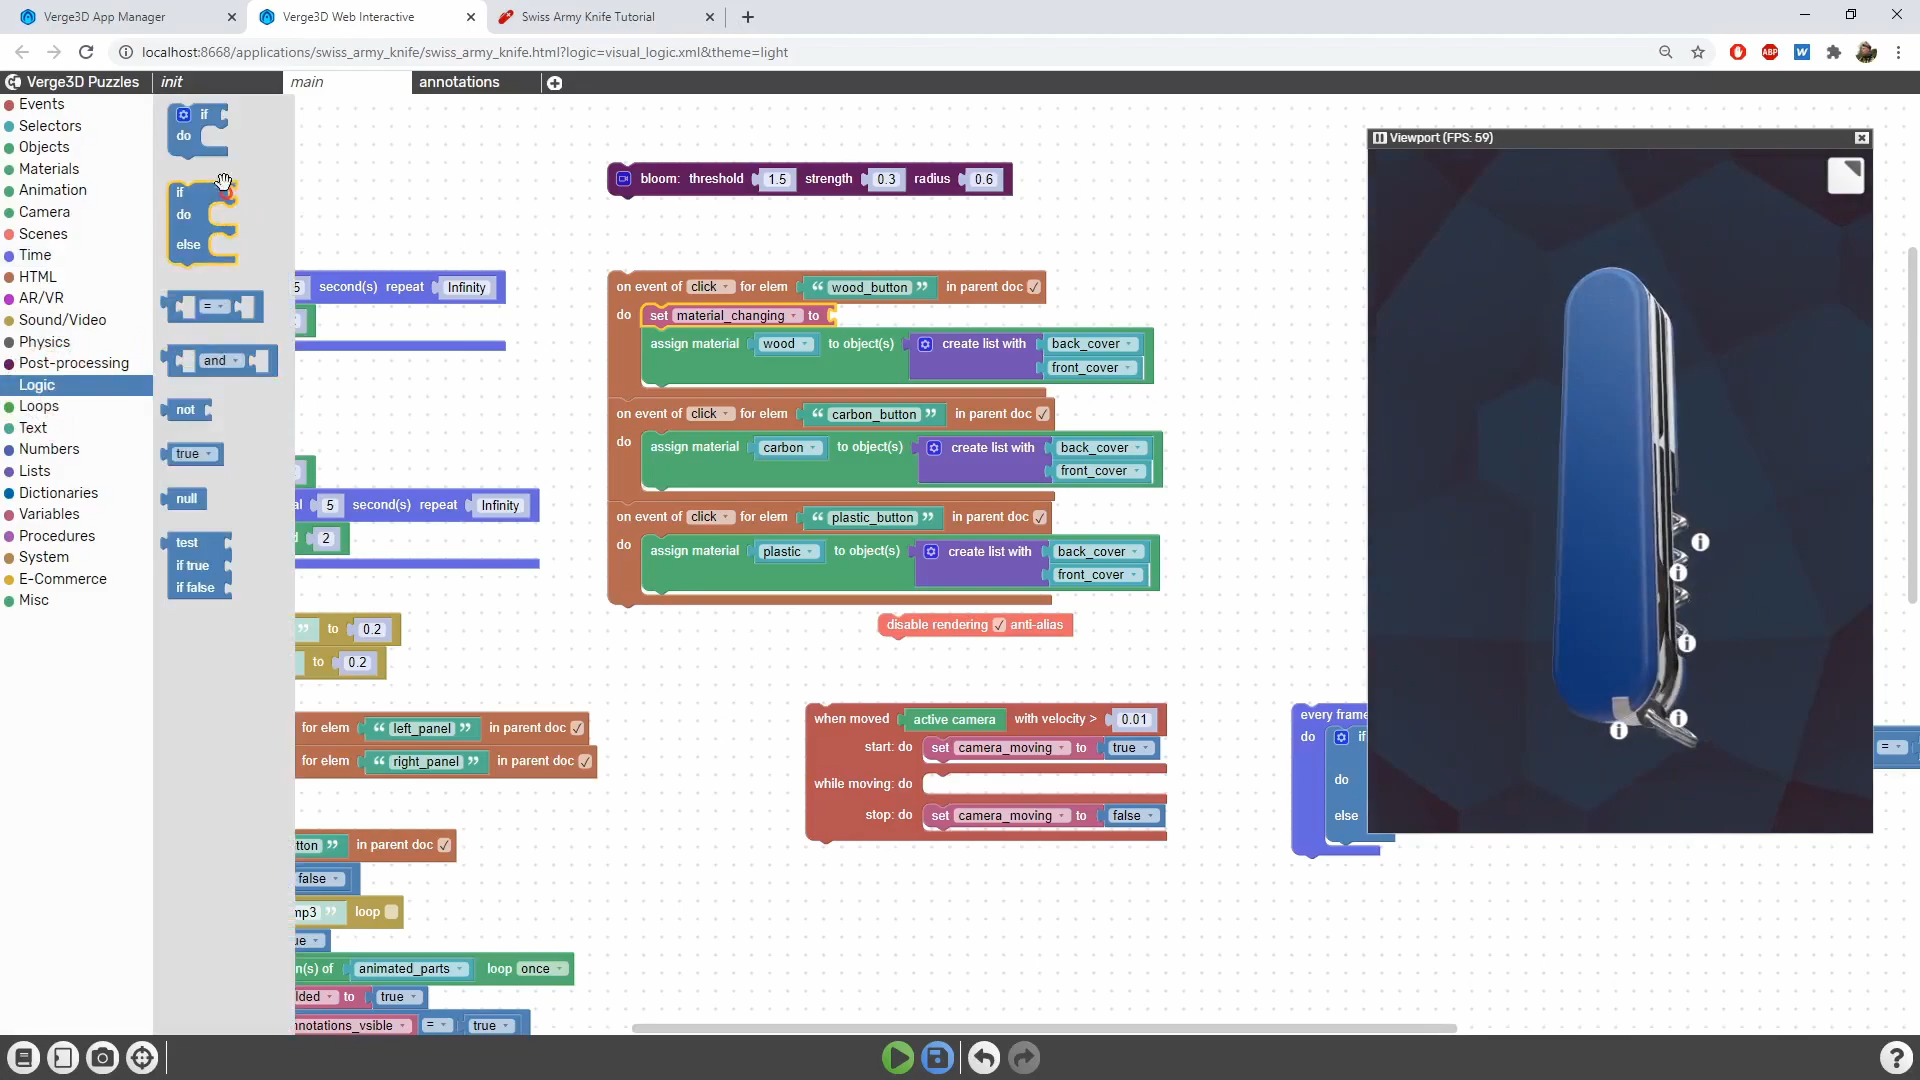 Verge3D App Manager
Verge3D Web Interactive
Swiss Army Knife Tutorial
localhost:8668/applications/swiss_army_knife/swiss_army_knife.html?logic=visual_logic.xml&theme=light
Verge3D Puzzles
init
main
annotations
Events
Selectors
Objects
Materials
Animation
Camera
Scenes
Time
HTML
AR/VR
Sound/Video
Physics
Post-processing
Logic
Loops
Text
Numbers
Lists
Dictionaries
Variables
Procedures
System
E-Commerce
Misc
if
do
if
do
else
=
and
not
true
null
test
if true
if false
bloom: threshold 1.5 strength 0.3 radius 0.6
5 second(s) repeat Infinity
on event of click for elem “ wood_button ” in parent doc
do set material_changing to
assign material wood to object(s) create list with back_cover
front_cover
on event of click for elem “ carbon_button ” in parent doc
do assign material carbon to object(s) create list with back_cover
front_cover
5 second(s) repeat Infinity
2
on event of click for elem “ plastic_button ” in parent doc
do assign material plastic to object(s) create list with back_cover
front_cover
disable rendering anti-alias
” to 0.2
to 0.2
for elem “ left_panel ” in parent doc
for elem “ right_panel ” in parent doc
when moved active camera with velocity > 0.01
start: do set camera_moving to true
while moving: do
stop: do set camera_moving to false
every frame
do if
do
else
=
in parent doc
false
mp3 ” loop
animated_parts loop once
to true
= true
Viewport (FPS: 59)